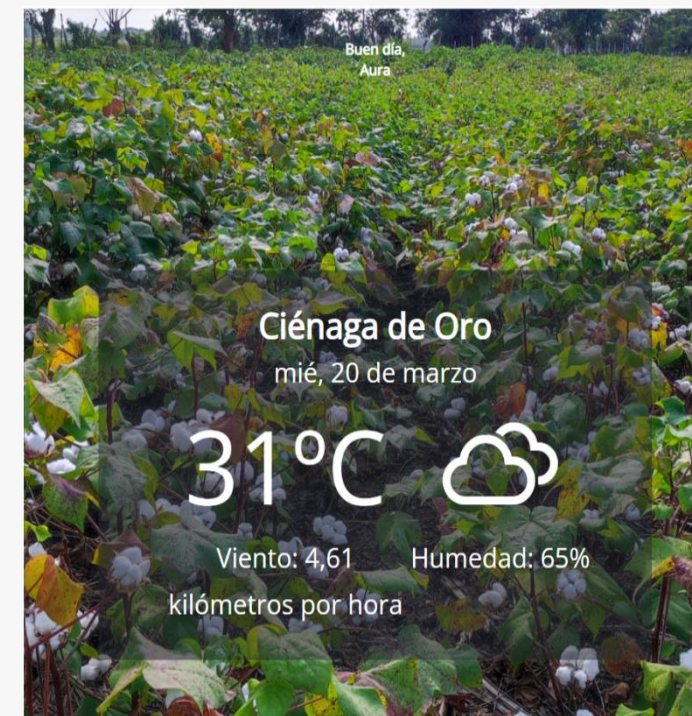 Buen día,
Aura
Ciénaga de Oro
mié, 20 de marzo
31°C
Viento: 4,61 Humedad: 65%
kilómetros por hora